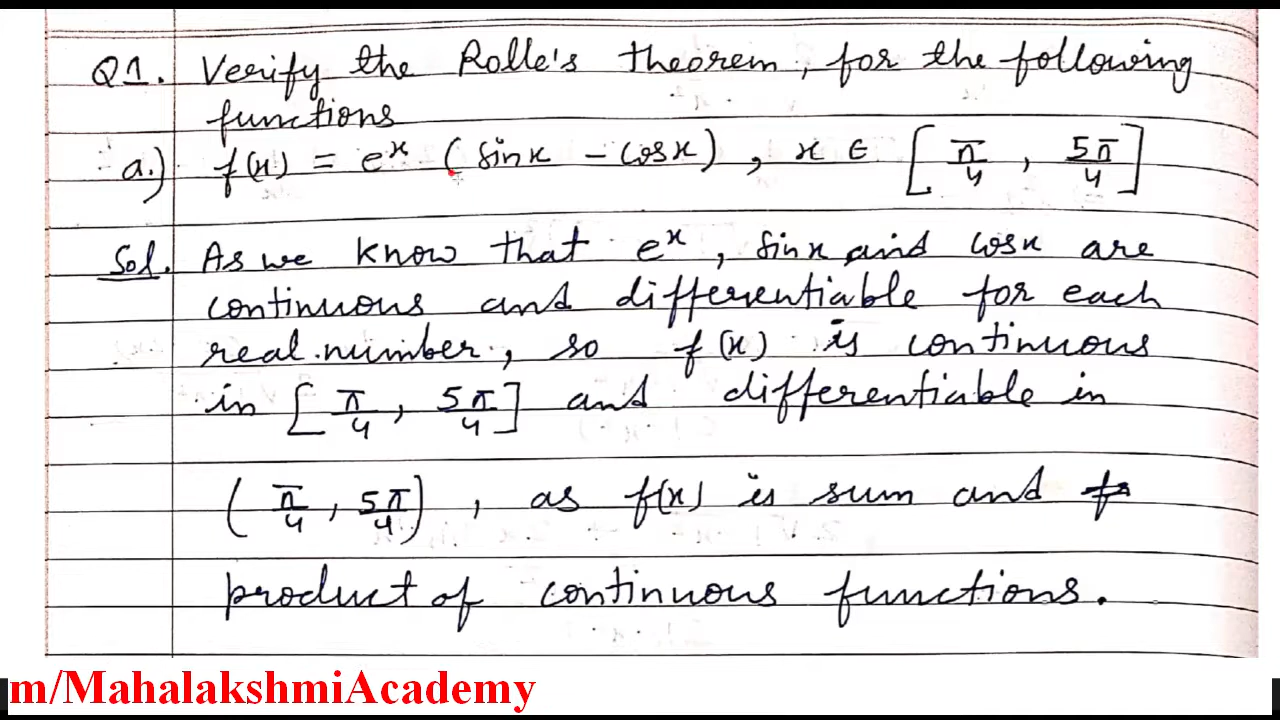 Q1. Verify the Rolle's theorem, for the following
functions
a.) f(x) = e^x (sinx - cosx), x ∈ [π/4, 5π/4]
Sol. As we know that e^x, sinx and cosx are
continuous and differentiable for each
real number, so f(x) is continuous
in [π/4, 5π/4] and differentiable in
(π/4, 5π/4), as f(x) is sum and
product of continuous functions.
m/MahalakshmiAcademy